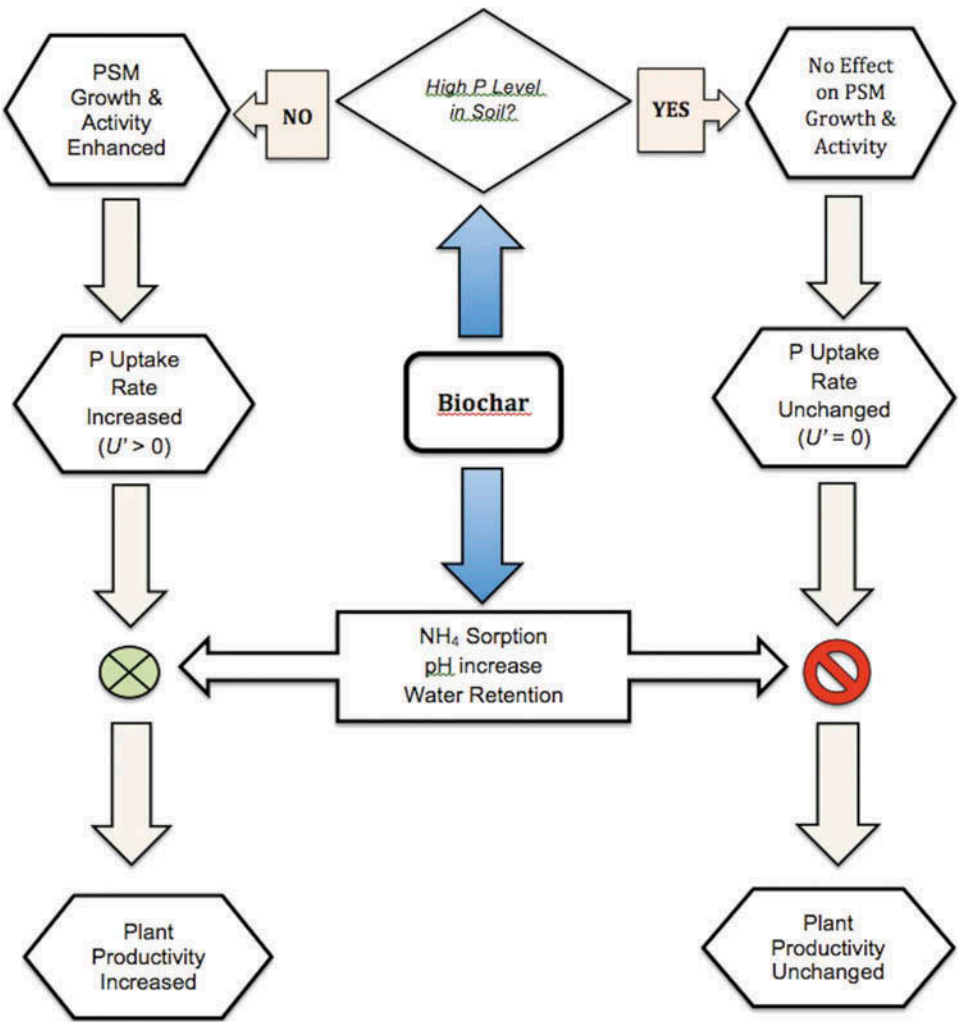 PSM
Growth &
Activity
Enhanced
NO
High P Level
in Soil?
YES
No Effect
on PSM
Growth &
Activity
P Uptake
Rate
Increased
(U' > 0)
Biochar
P Uptake
Rate
Unchanged
(U' = 0)
NH₄ Sorption
pH increase
Water Retention
Plant
Productivity
Increased
Plant
Productivity
Unchanged